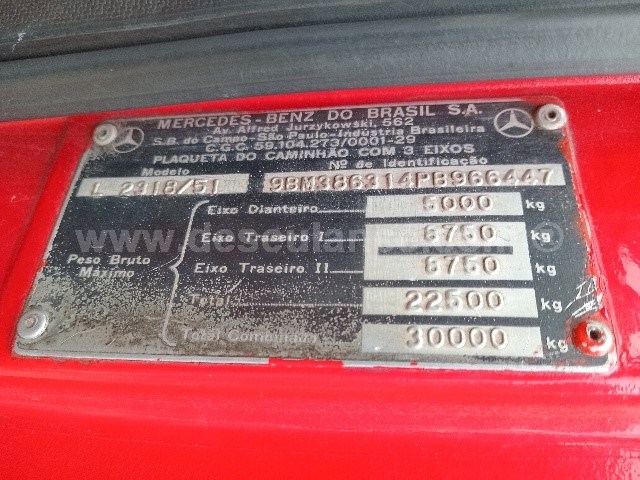 MERCEDES-BENZ DO BRASIL S.A.
Av. Alfred Jurzykowski, 562
S.B. do Campo-São Paulo-Indústria Brasileira
C.G.C. 59.104.273/0001-29
PLAQUETA DO CAMINHÃO COM 3 EIXOS
Modelo Nº de Identificação
L 2318/51 9BM386314PB966447
Eixo Dianteiro 5000 kg
Eixo Traseiro I 8750 kg
Peso Bruto Máximo
Eixo Traseiro II 8750 kg
Total 22500 kg
Total Combinado 30000 kg